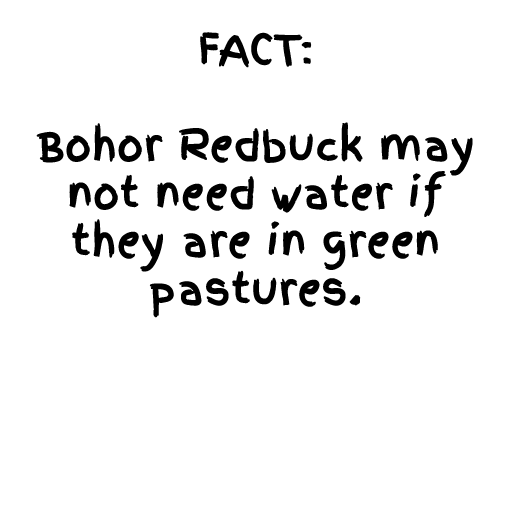 FACT:
Bohor Redbuck may
not need water if
they are in green
pastures.